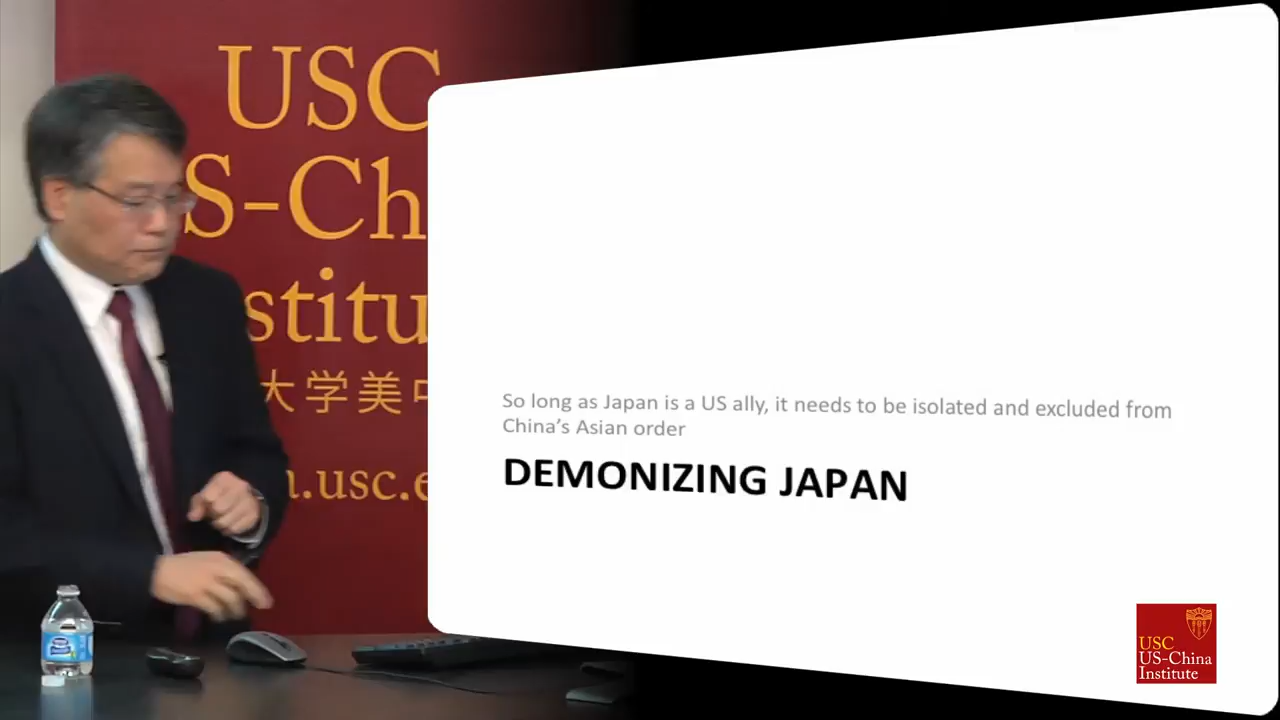 USC
S-Ch
stitu
大学美中
.usc.e
So long as Japan is a US ally, it needs to be isolated and excluded from
China's Asian order
DEMONIZING JAPAN
USC
US-China
Institute